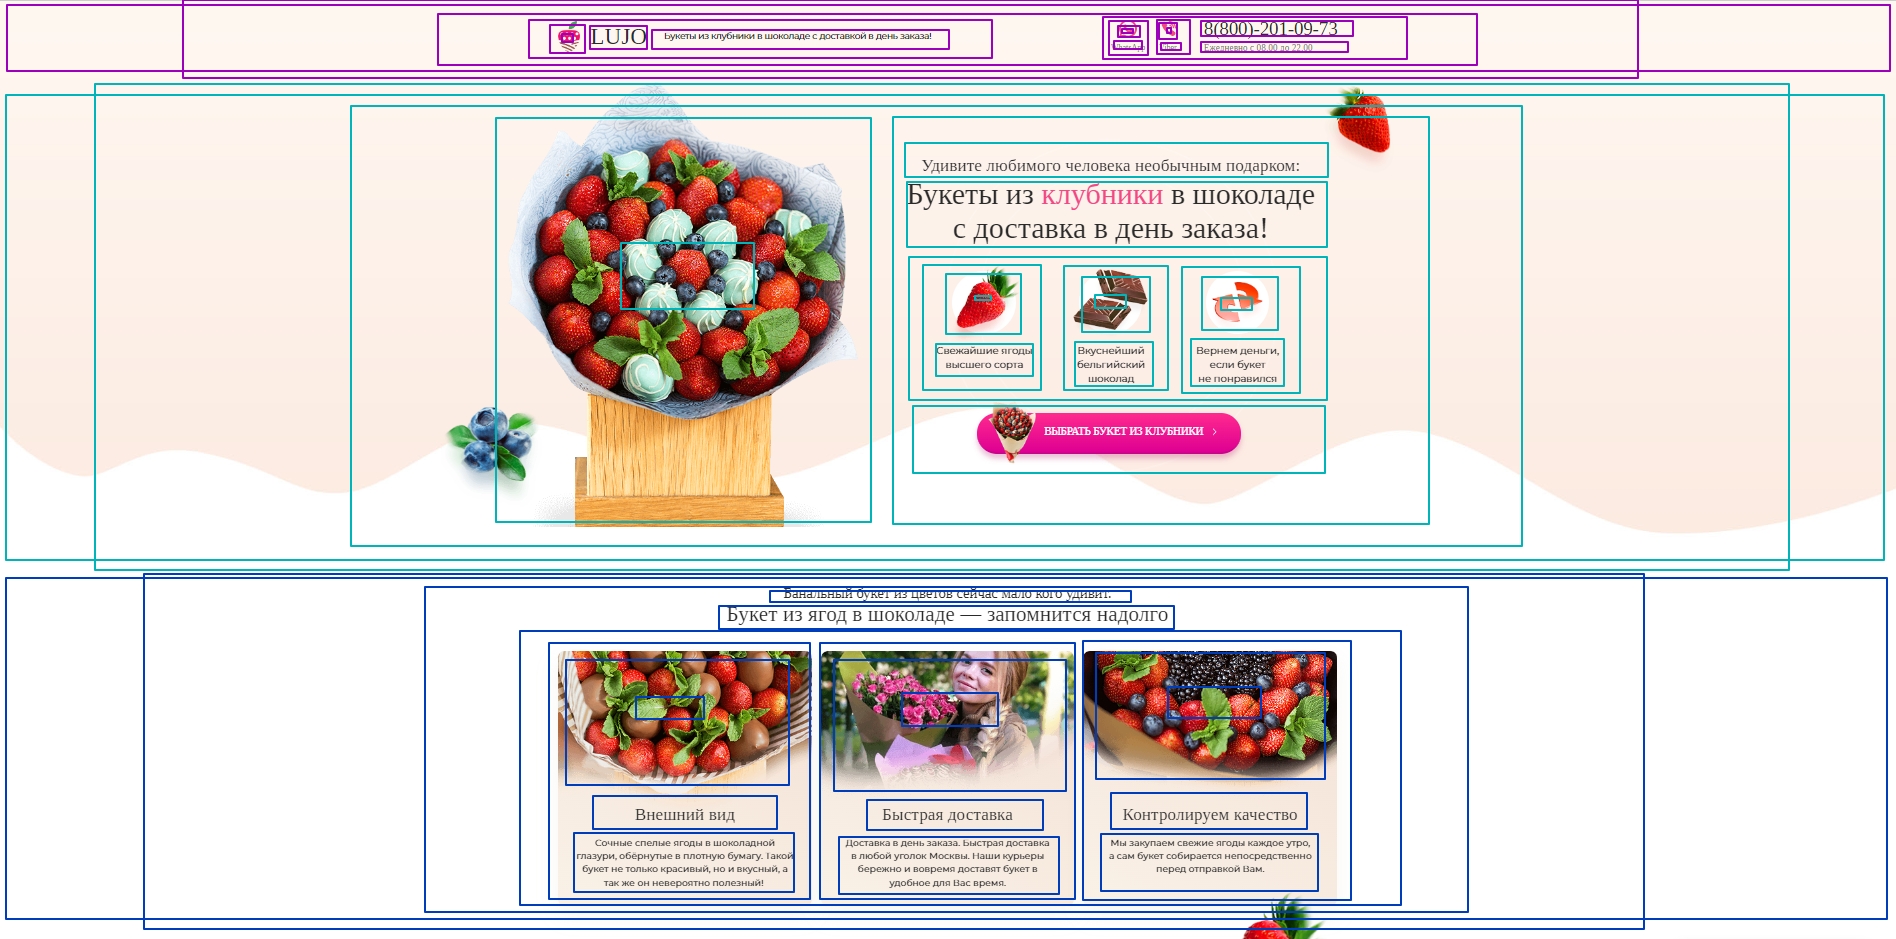 LUJO
Букеты из клубники в шоколаде с доставкой в день заказа!
WhatsApp
Viber
8(800)-201-09-73
Ежедневно с 08.00 до 22.00
Удивите любимого человека необычным подарком:
Букеты из клубники в шоколаде
с доставка в день заказа!
Свежайшие ягоды
высшего сорта
Вкуснейший
бельгийский
шоколад
Вернем деньги,
если букет
не понравился
ВЫБРАТЬ БУКЕТ ИЗ КЛУБНИКИ
Банальный букет из цветов сейчас мало кого удивит.
Букет из ягод в шоколаде — запомнится надолго
Внешний вид
Сочные спелые ягоды в шоколадной
глазури, обёрнутые в плотную бумагу. Такой
букет не только красивый, но и вкусный, а
так же он невероятно полезный!
Быстрая доставка
Доставка в день заказа. Быстрая доставка
в любой уголок Москвы. Наши курьеры
бережно и вовремя доставят букет в
удобное для Вас время.
Контролируем качество
Мы закупаем свежие ягоды каждое утро,
а сам букет собирается непосредственно
перед отправкой Вам.